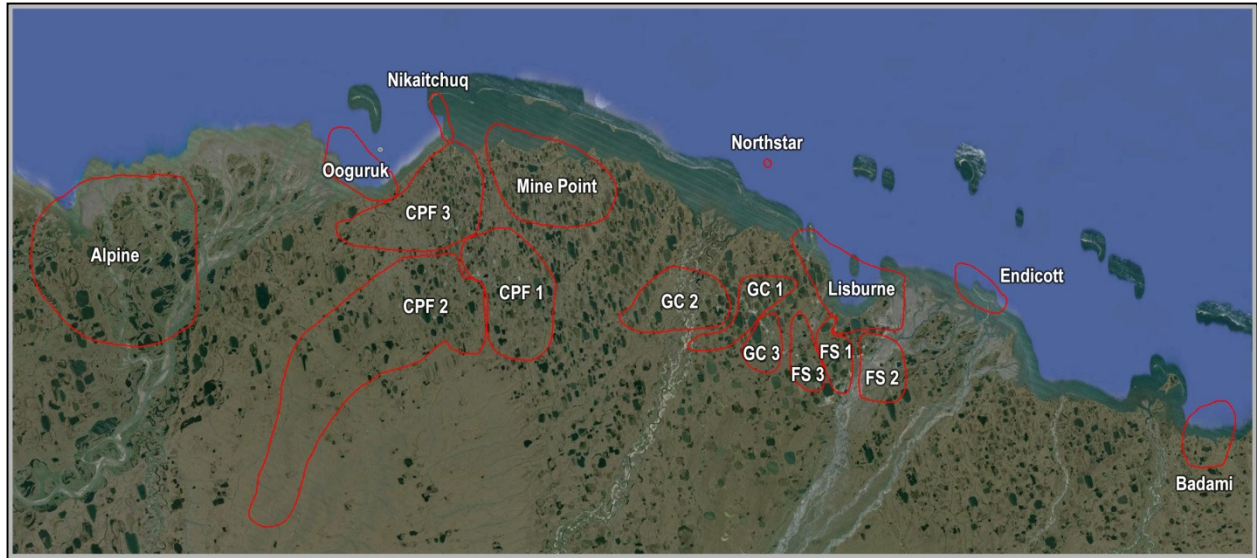 Nikaitchuq
Northstar
Ooguruk
Mine Point
CPF 3
Alpine
Endicott
GC 1
Lisburne
CPF 2
CPF 1
GC 2
GC 3
FS 1
FS 3
FS 2
Badami